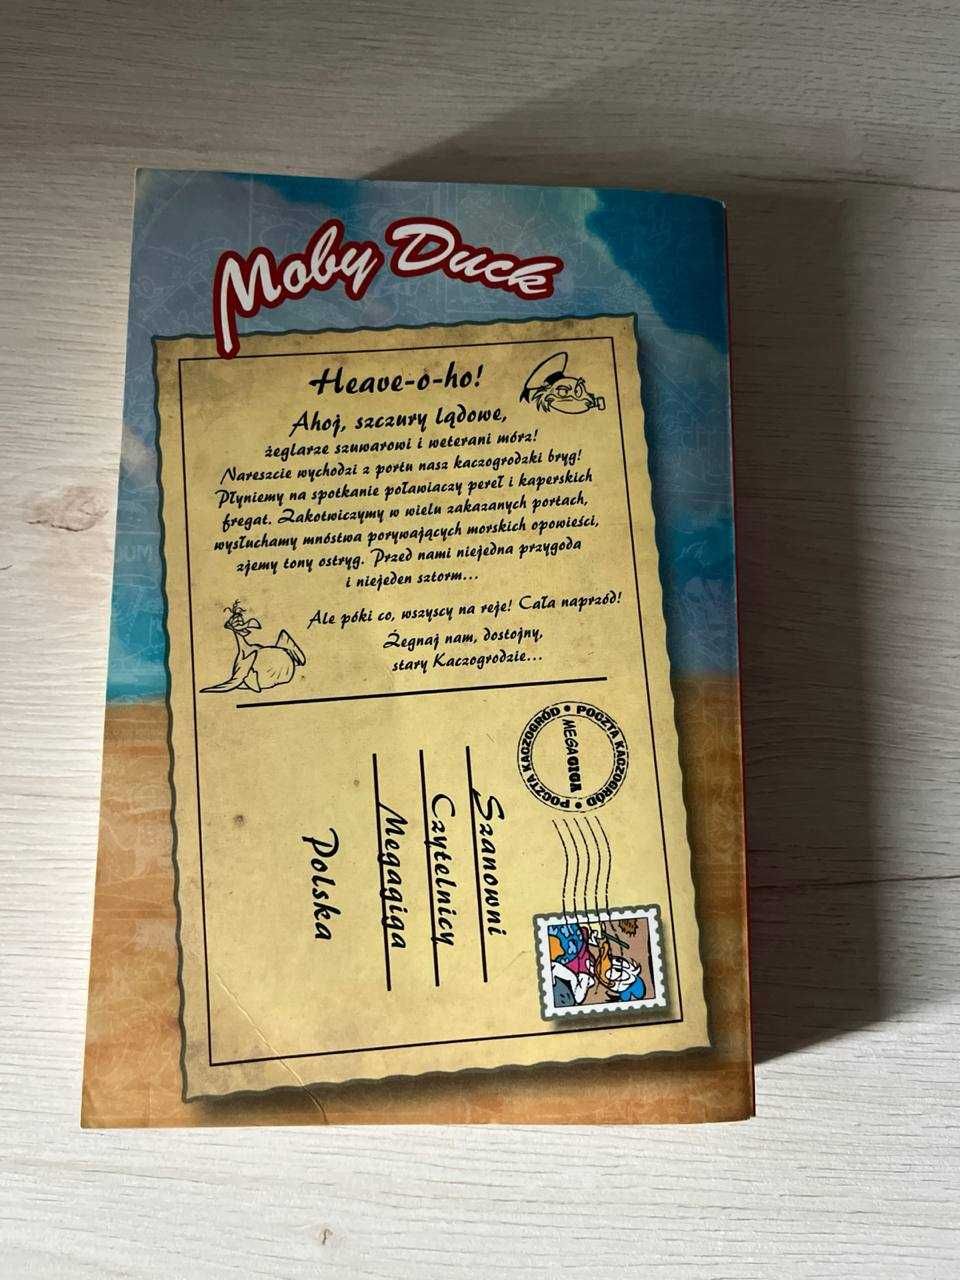 Moby Duck
Heave-o-ho!
Ahoj, szczury lądowe,
żeglarze szuwarowi i weterani mórz!
Nareszcie wychodzi z portu nasz kaczogrodzki bryg!
Płyniemy na spotkanie poławiaczy pereł i kaperskich
fregat. Zakotwiczymy w wielu zakazanych portach,
wysłuchamy mnóstwa porywających morskich opowieści,
zjemy tony ostryg. Przed nami niejedna przygoda
i niejeden sztorm...
Ale póki co, wszyscy na reje! Cała naprzód!
Żegnaj nam, dostojny,
stary Kaczogrodzie...
POCZTA KACZOGRÓD • POCZTA KACZOGRÓD •
MEGAGIGA
Szanowni
Czytelnicy
Megagiga
Polska